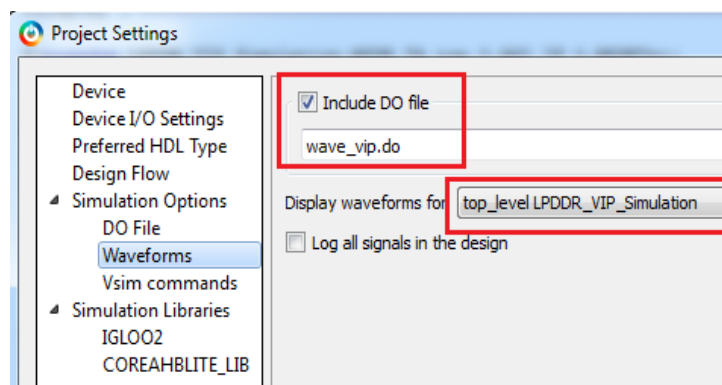 Project Settings
Device
Device I/O Settings
Preferred HDL Type
Design Flow
Simulation Options
DO File
Waveforms
Vsim commands
Simulation Libraries
IGLOO2
COREAHBLITE_LIB
Include DO file
wave_vip.do
Display waveforms for
top_level LPDDR_VIP_Simulation
Log all signals in the design